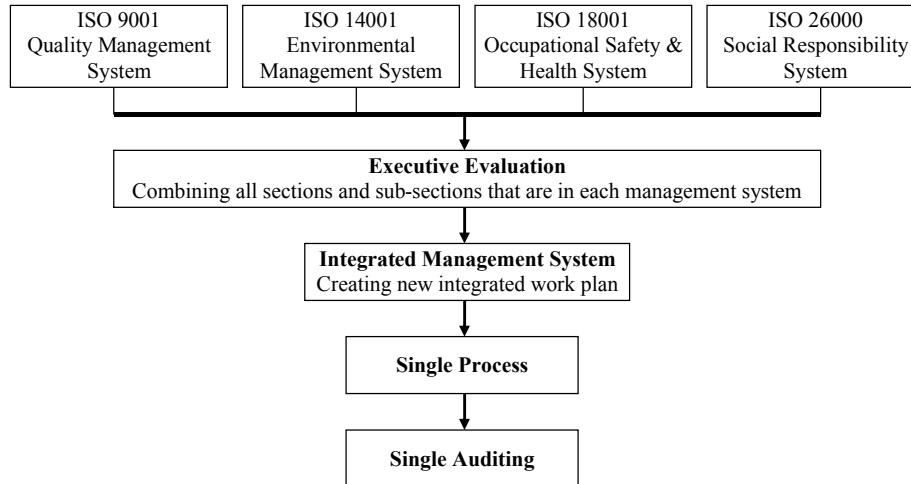 ISO 9001
Quality Management
System
ISO 14001
Environmental
Management System
ISO 18001
Occupational Safety &
Health System
ISO 26000
Social Responsibility
System
Executive Evaluation
Combining all sections and sub-sections that are in each management system
Integrated Management System
Creating new integrated work plan
Single Process
Single Auditing